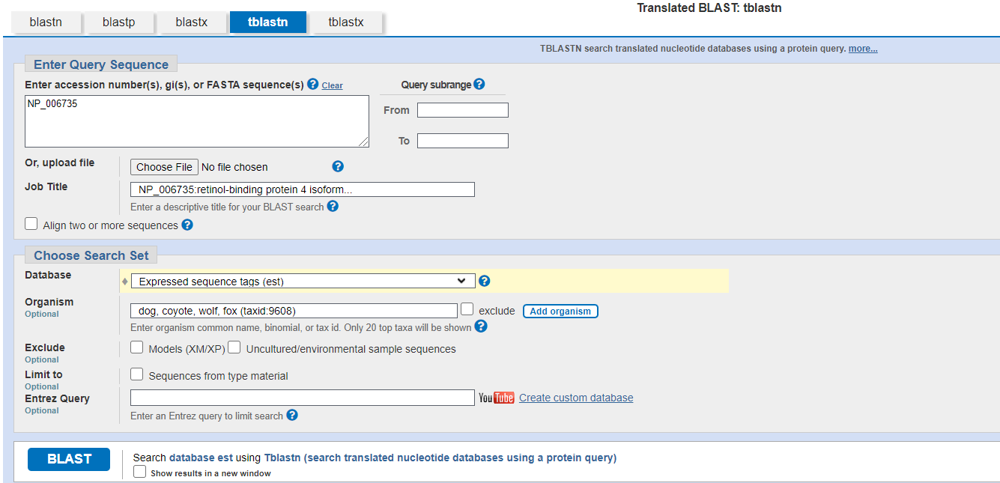 Translated BLAST: tblastn
blastn blastp blastx tblastn tblastx
TBLASTN search translated nucleotide databases using a protein query. more...
Enter Query Sequence
Enter accession number(s), gi(s), or FASTA sequence(s) Clear Query subrange
NP_006735
From
To
Or, upload file Choose File No file chosen
Job Title NP_006735:retinol-binding protein 4 isoform...
Enter a descriptive title for your BLAST search
Align two or more sequences
Choose Search Set
Database Expressed sequence tags (est)
Organism
Optional
dog, coyote, wolf, fox (taxid:9608) exclude Add organism
Enter organism common name, binomial, or tax id. Only 20 top taxa will be shown
Exclude
Optional
Models (XM/XP) Uncultured/environmental sample sequences
Limit to
Optional
Sequences from type material
Entrez Query
Optional
YouTube Create custom database
Enter an Entrez query to limit search
BLAST
Search database est using Tblastn (search translated nucleotide databases using a protein query)
Show results in a new window